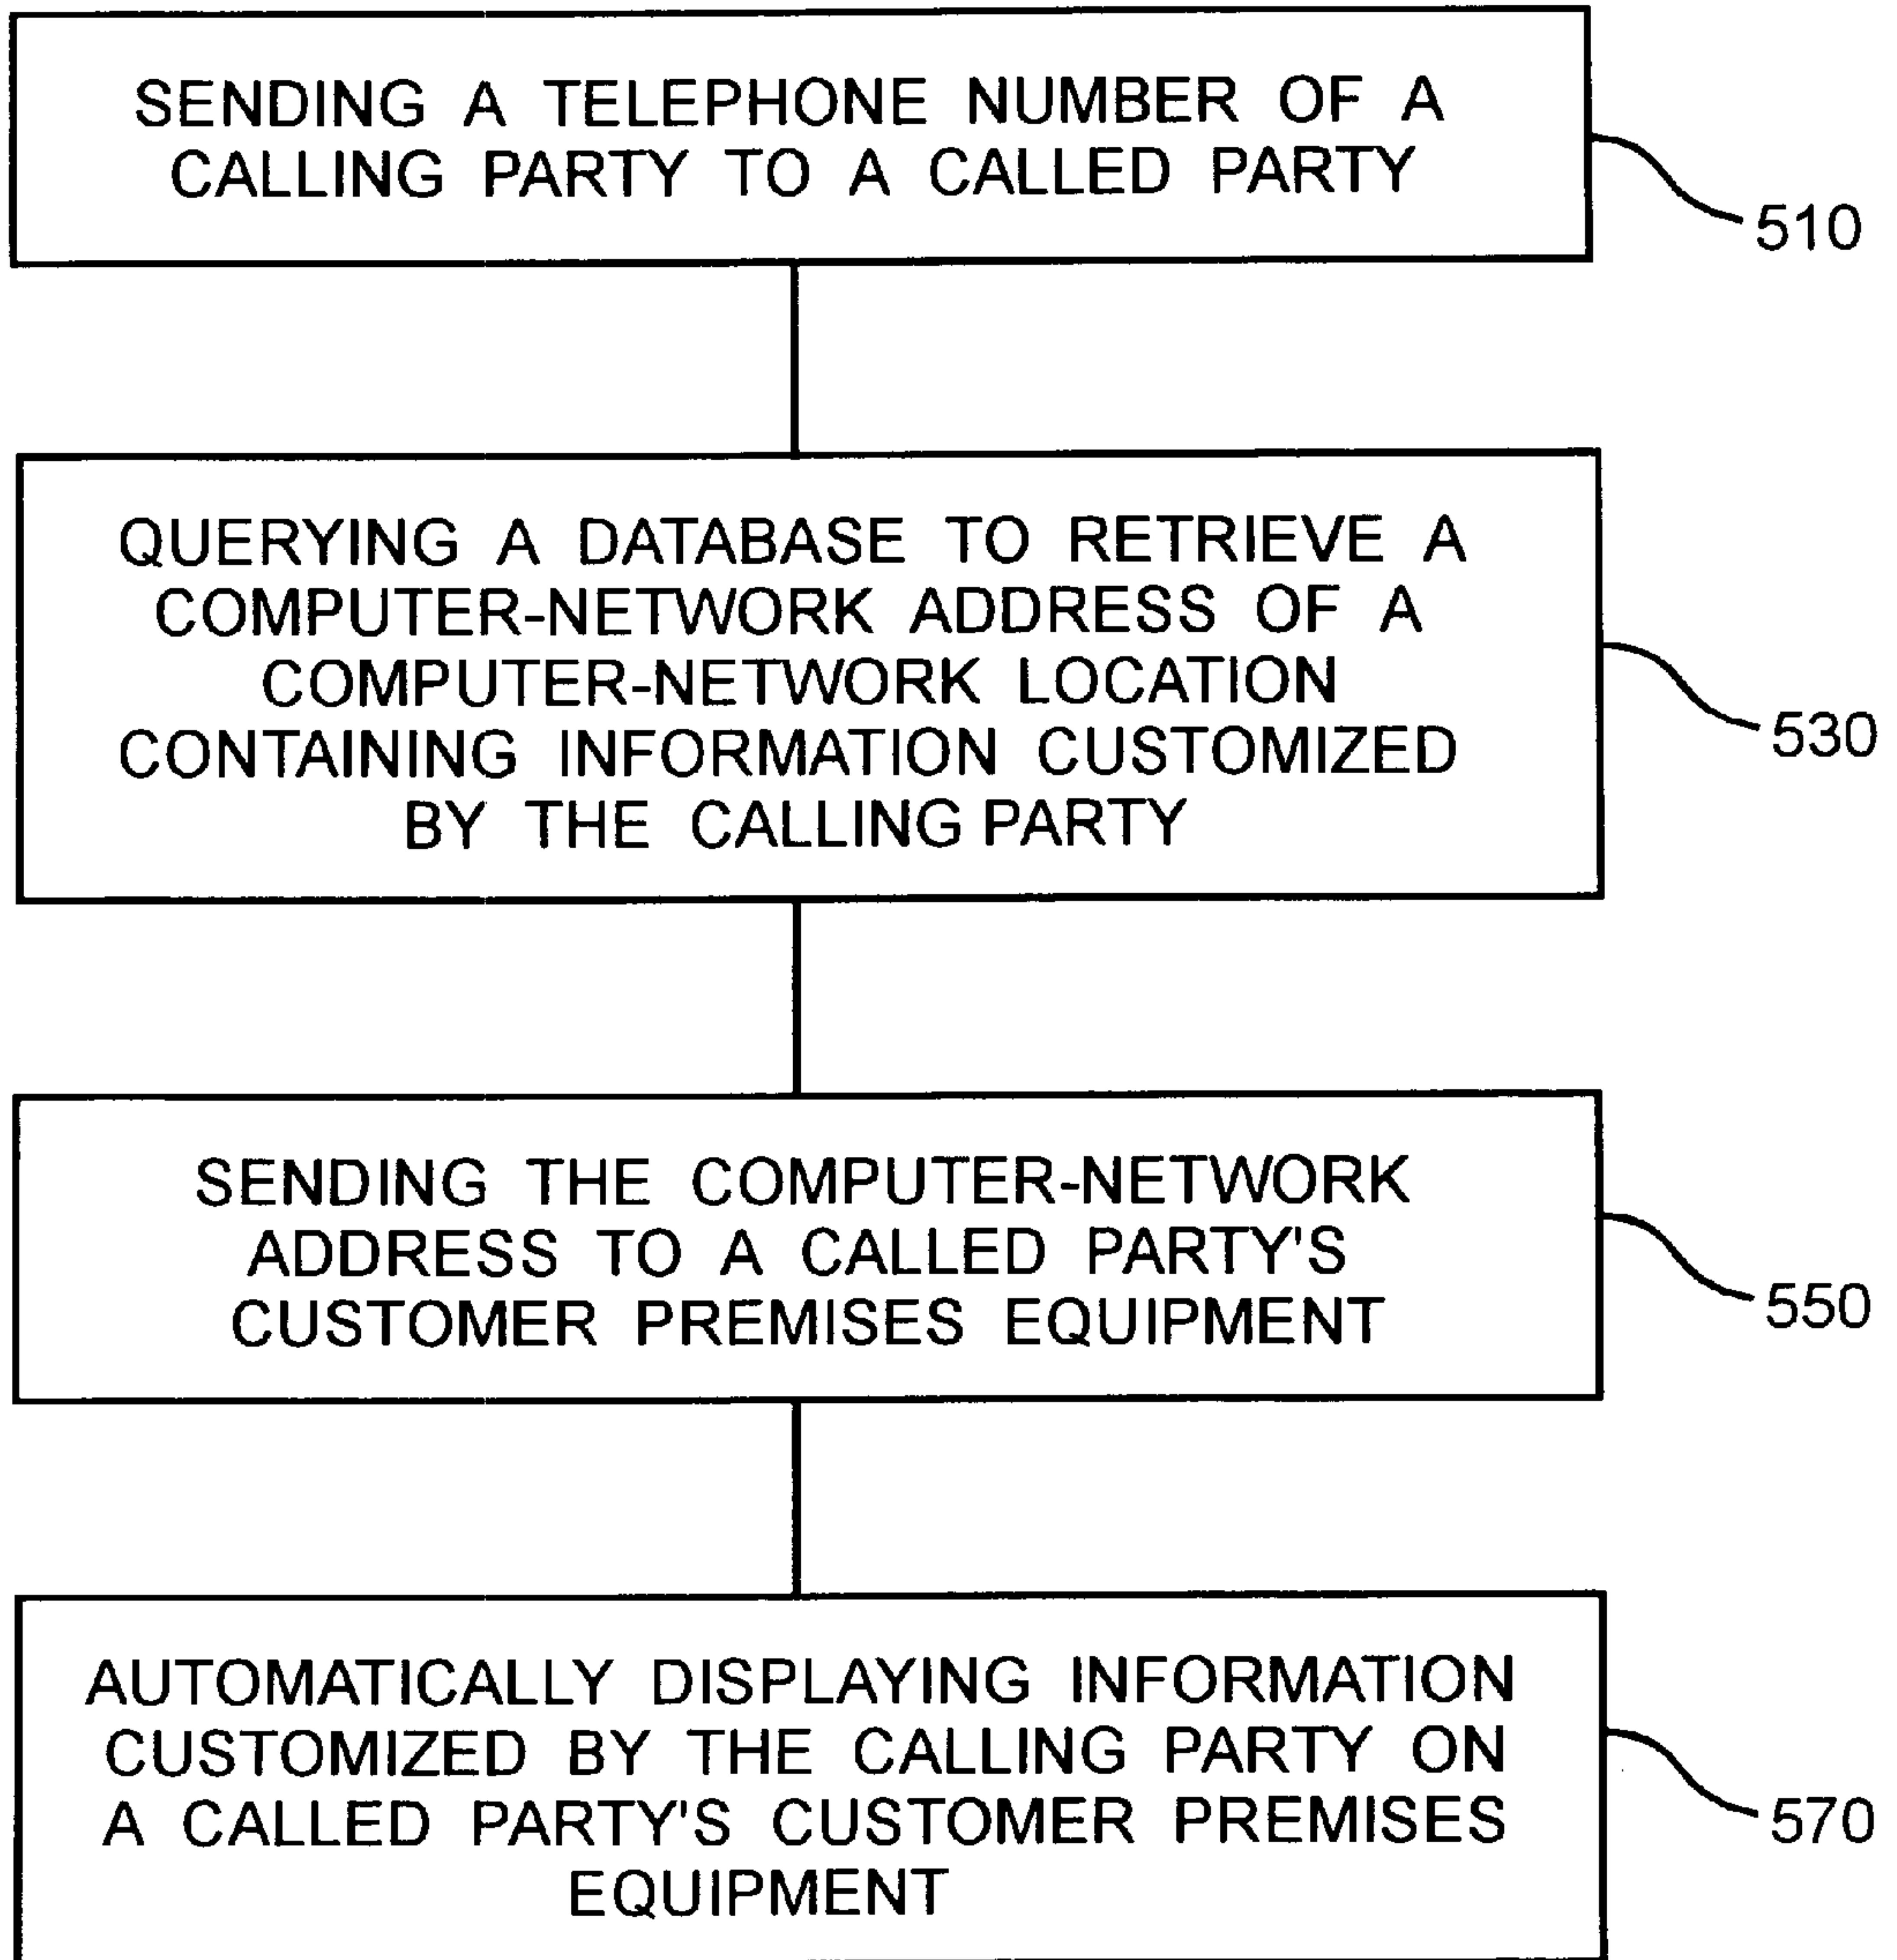 SENDING A TELEPHONE NUMBER OF A
CALLING PARTY TO A CALLED PARTY
510
QUERYING A DATABASE TO RETRIEVE A
COMPUTER-NETWORK ADDRESS OF A
COMPUTER-NETWORK LOCATION
CONTAINING INFORMATION CUSTOMIZED
BY THE CALLING PARTY
530
SENDING THE COMPUTER-NETWORK
ADDRESS TO A CALLED PARTY'S
CUSTOMER PREMISES EQUIPMENT
550
AUTOMATICALLY DISPLAYING INFORMATION
CUSTOMIZED BY THE CALLING PARTY ON
A CALLED PARTY'S CUSTOMER PREMISES
EQUIPMENT
570